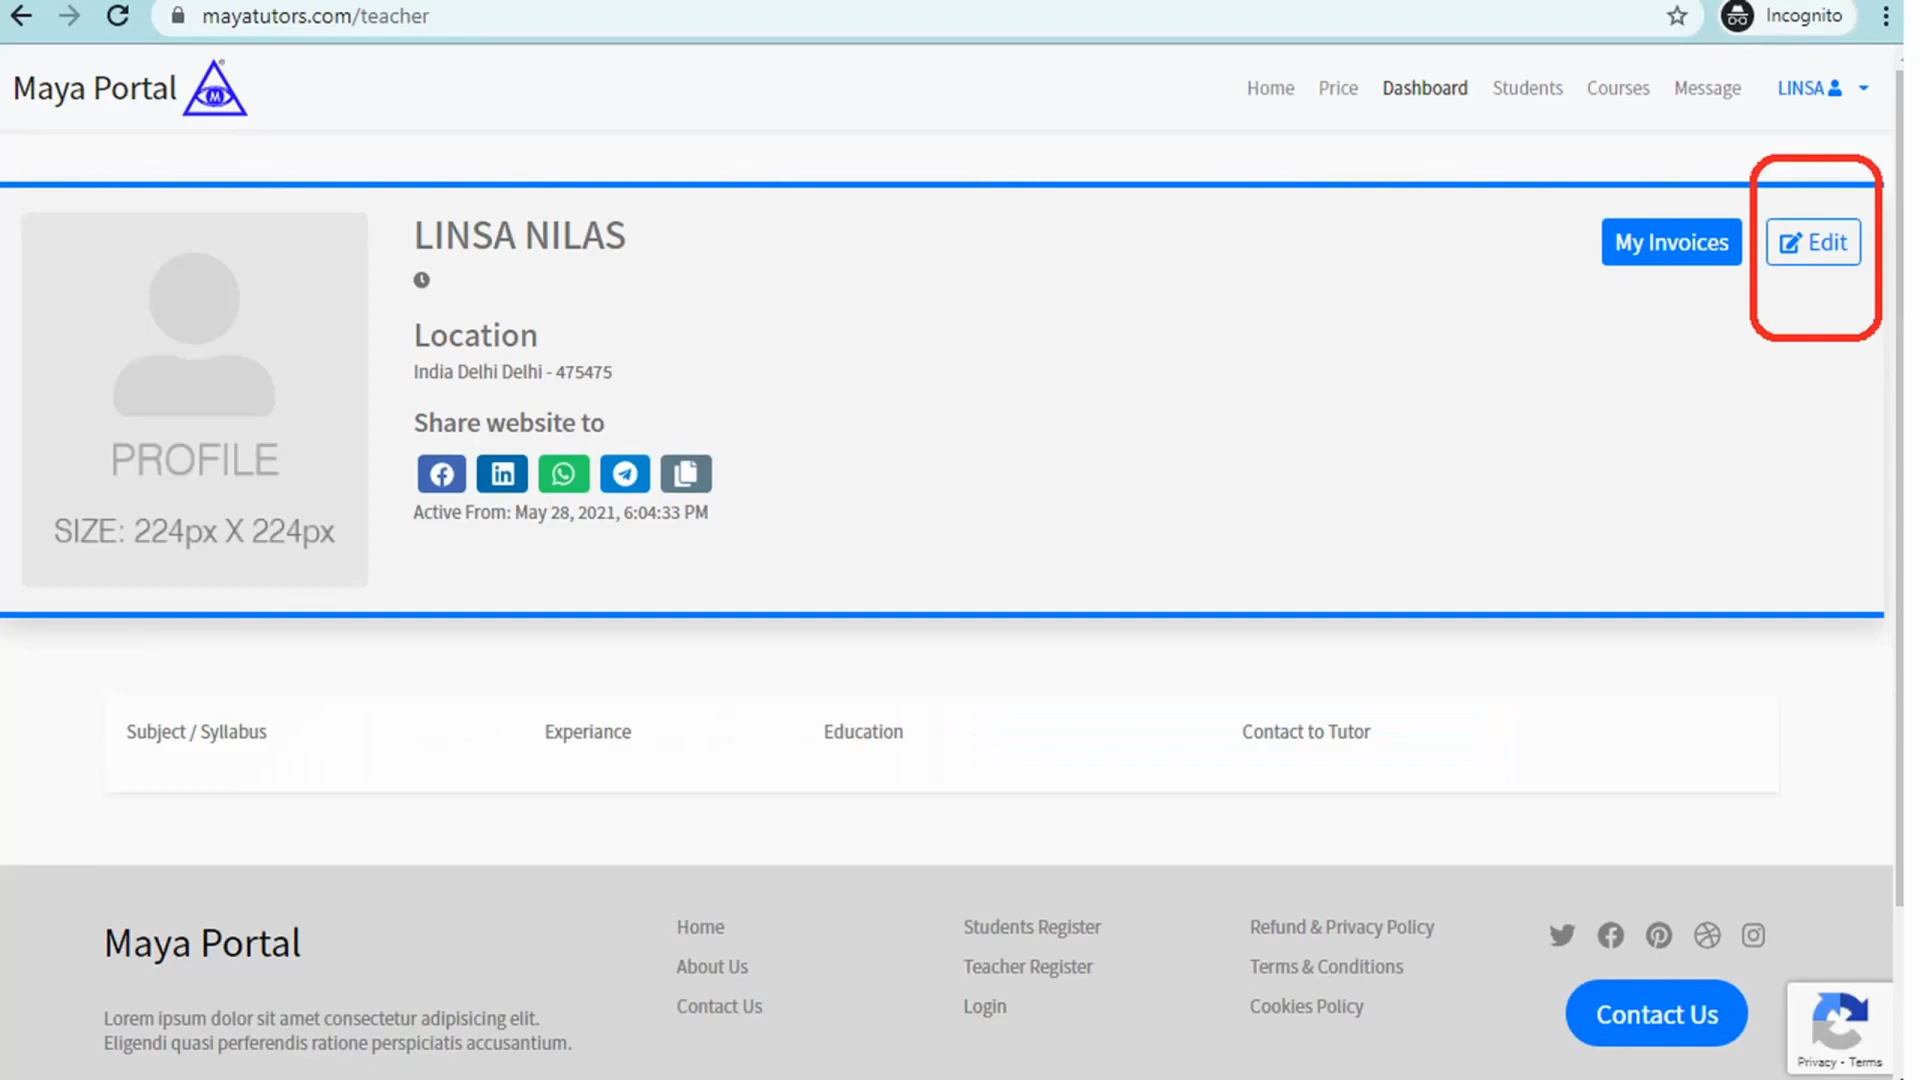 mayatutors.com/teacher
Incognito
Maya Portal
M
Home Price Dashboard Students Courses Message LINSA
LINSA NILAS
My Invoices Edit
Location
India Delhi Delhi - 475475
Share website to
Active From: May 28, 2021, 6:04:33 PM
PROFILE
SIZE: 224px X 224px
Subject / Syllabus Experiance Education Contact to Tutor
Maya Portal
Lorem ipsum dolor sit amet consectetur adipisicing elit.
Eligendi quasi perferendis ratione perspiciatis accusantium.
Home
About Us
Contact Us
Students Register
Teacher Register
Login
Refund & Privacy Policy
Terms & Conditions
Cookies Policy
Contact Us
Privacy - Terms